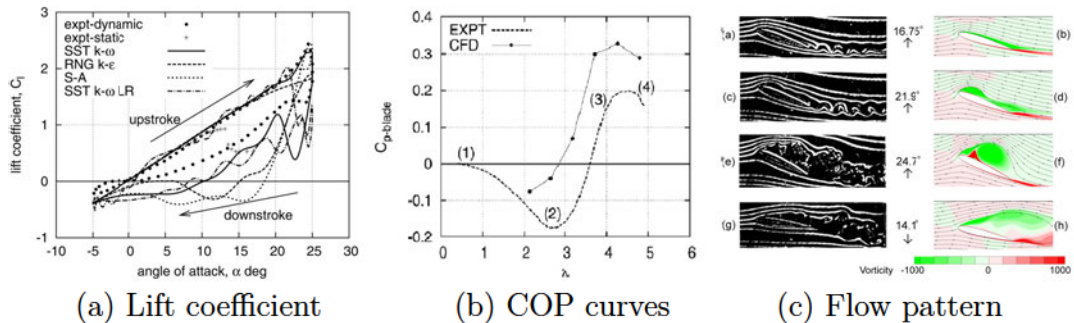 expt-dynamic
expt-static
SST k-ω
RNG k-ε
S-A
SST k-ω LR
upstroke
downstroke
lift coefficient, Cl
3
2
1
0
-1
-10 -5 0 5 10 15 20 25 30
angle of attack, α deg
(a) Lift coefficient
EXPT
CFD
(1)
(2)
(3)
(4)
Cp-blade
0.4
0.3
0.2
0.1
0
-0.1
-0.2
0 1 2 3 4 5 6
λ
(b) COP curves
(a) 16.75° (b)
(c) 21.9° (d)
(e) 24.7° (f)
(g) 14.1° (h)
Vorticity
-1000 0 1000
(c) Flow pattern